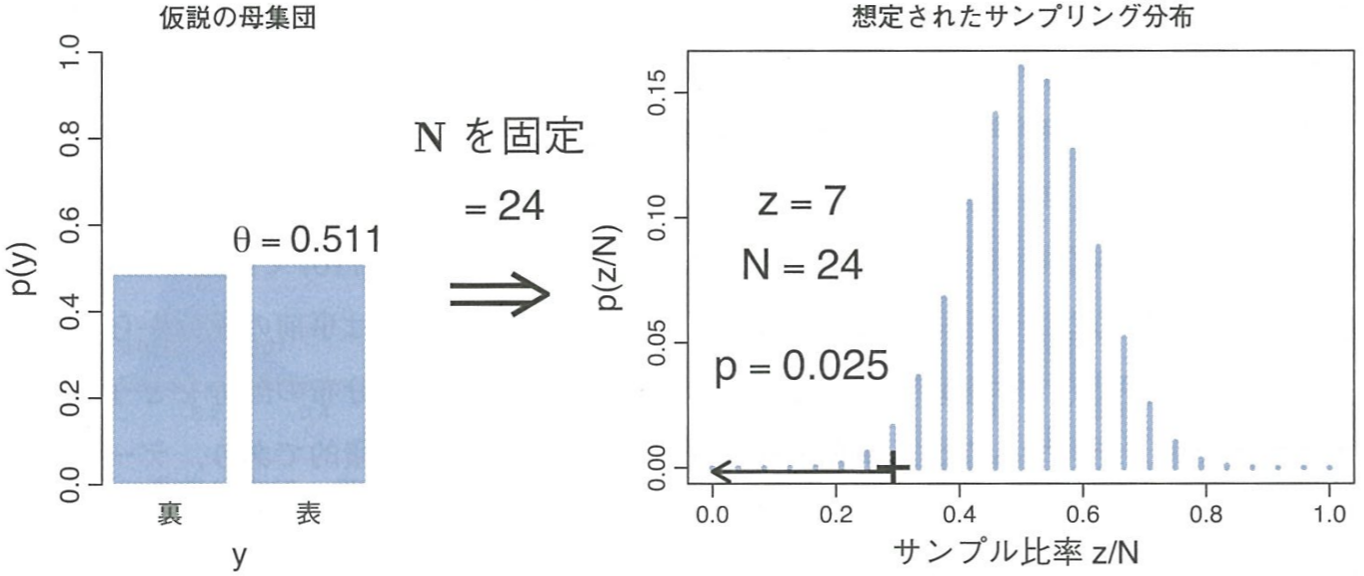 仮説の母集団
p(y)
1.0
0.8
0.6
0.4
0.2
0.0
θ = 0.511
裏
表
y
N を固定
= 24
想定されたサンプリング分布
p(z/N)
0.15
0.10
0.05
0.00
z = 7
N = 24
p = 0.025
0.0 0.2 0.4 0.6 0.8 1.0
サンプル比率 z/N